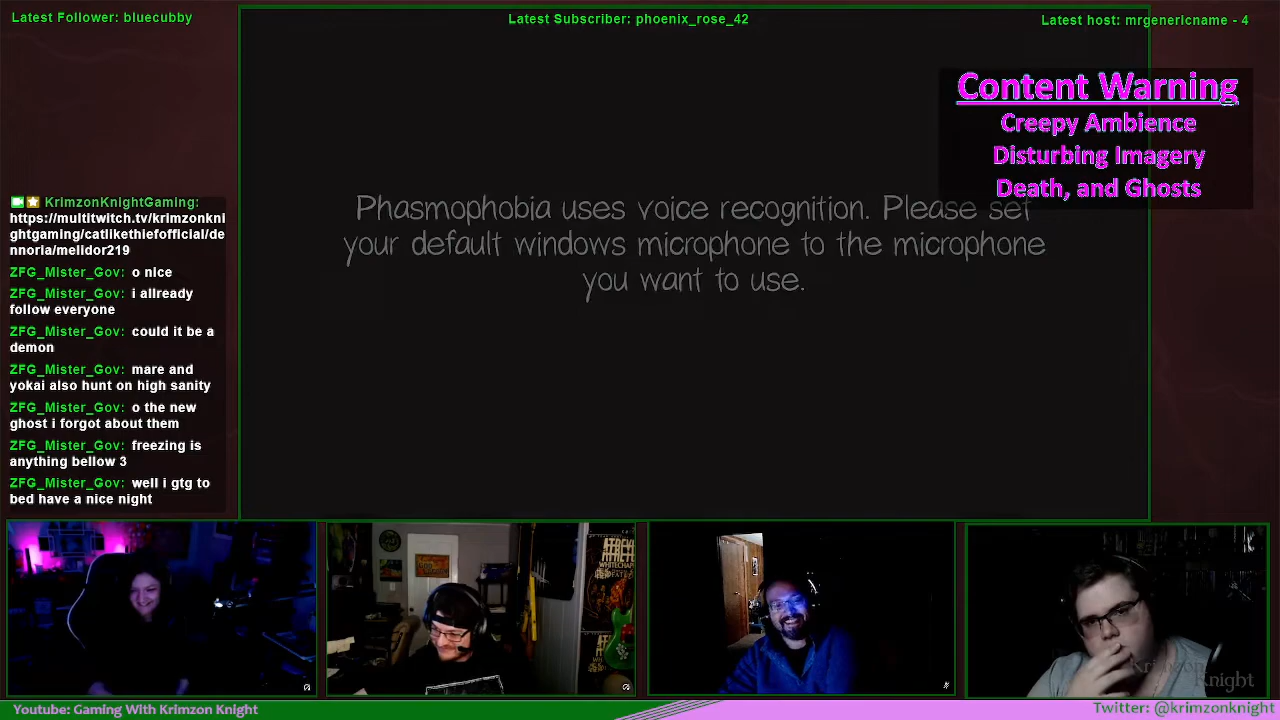 Latest Follower: bluecubby
Latest Subscriber: phoenix_rose_42
Latest host: mrgenericname - 4
Content Warning
Creepy Ambience
Disturbing Imagery
Death, and Ghosts
Phasmophobia uses voice recognition. Please set
your default windows microphone to the microphone
you want to use.
KrimzonKnightGaming:
https://multitwitch.tv/krimzonkni
ghtgaming/catlikethiefofficial/de
nnoria/melidor219
ZFG_Mister_Gov: o nice
ZFG_Mister_Gov: i allready
follow everyone
ZFG_Mister_Gov: could it be a
demon
ZFG_Mister_Gov: mare and
yokai also hunt on high sanity
ZFG_Mister_Gov: o the new
ghost i forgot about them
ZFG_Mister_Gov: freezing is
anything bellow 3
ZFG_Mister_Gov: well i gtg to
bed have a nice night
WHITECHAPEL
Krimzon
Knight
Youtube: Gaming With Krimzon Knight
Twitter: @krimzonknight